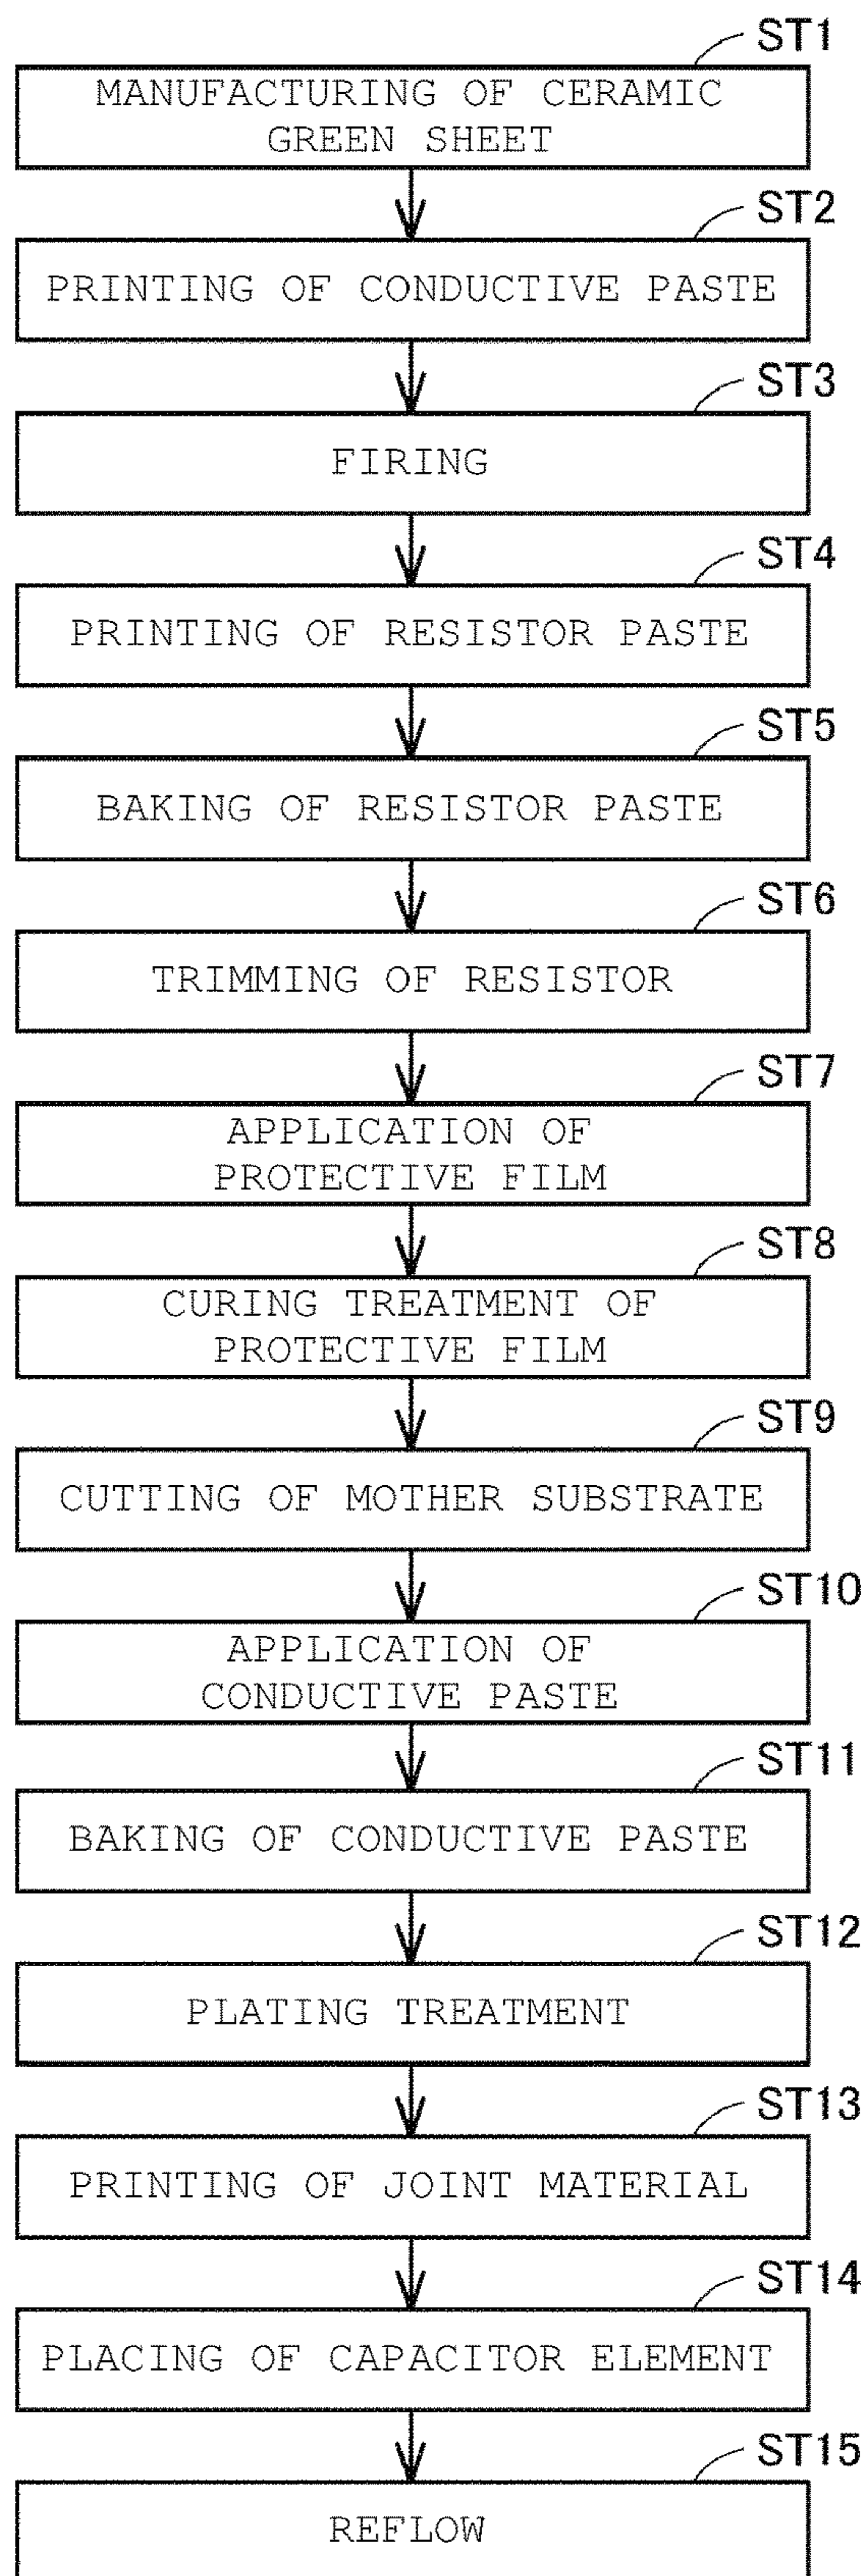 ST1
MANUFACTURING OF CERAMIC
GREEN SHEET
ST2
PRINTING OF CONDUCTIVE PASTE
ST3
FIRING
ST4
PRINTING OF RESISTOR PASTE
ST5
BAKING OF RESISTOR PASTE
ST6
TRIMMING OF RESISTOR
ST7
APPLICATION OF
PROTECTIVE FILM
ST8
CURING TREATMENT OF
PROTECTIVE FILM
ST9
CUTTING OF MOTHER SUBSTRATE
ST10
APPLICATION OF
CONDUCTIVE PASTE
ST11
BAKING OF CONDUCTIVE PASTE
ST12
PLATING TREATMENT
ST13
PRINTING OF JOINT MATERIAL
ST14
PLACING OF CAPACITOR ELEMENT
ST15
REFLOW